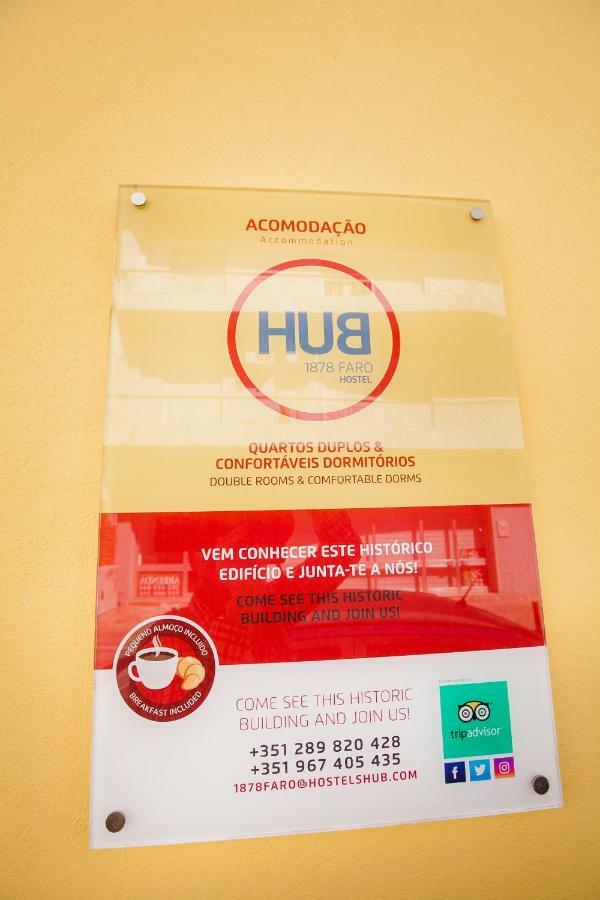 ACOMODAÇÃO
Accommodation
HUB
1878 FARO
HOSTEL
QUARTOS DUPLOS &
CONFORTÁVEIS DORMITÓRIOS
DOUBLE ROOMS & COMFORTABLE DORMS
VEM CONHECER ESTE HISTÓRICO
EDIFÍCIO E JUNTA-TE A NÓS!
COME SEE THIS HISTORIC
BUILDING AND JOIN US!
PEQUENO ALMOÇO INCLUIDO
BREAKFAST INCLUDED
COME SEE THIS HISTORIC
BUILDING AND JOIN US!
+351 289 820 428
+351 967 405 435
1878FARO@HOSTELSHUB.COM
tripadvisor